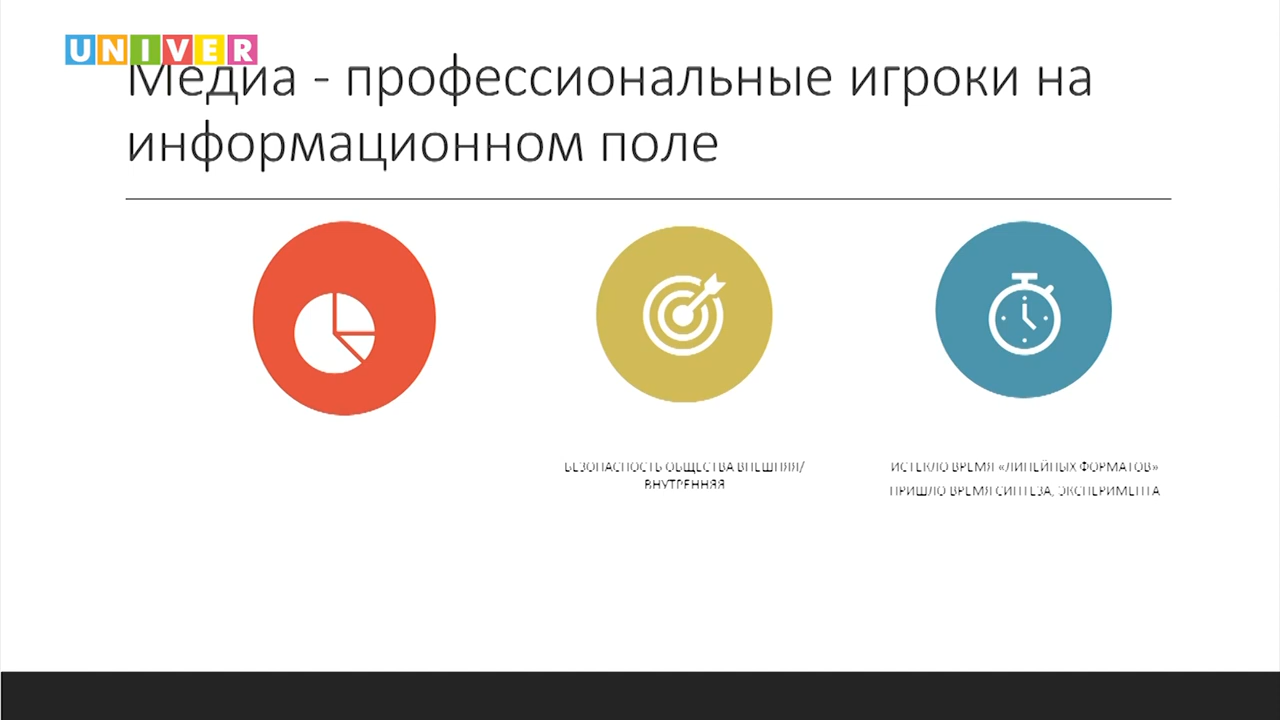 UNIVER
Медиа - профессиональные игроки на
информационном поле
БЕЗОПАСНОСТЬ ОБЩЕСТВА ВНЕШНЯЯ/
ВНУТРЕННЯЯ
ИСТЕКЛО ВРЕМЯ «ЛИНЕЙНЫХ ФОРМАТОВ»
ПРИШЛО ВРЕМЯ СИНТЕЗА, ЭКСПЕРИМЕНТА